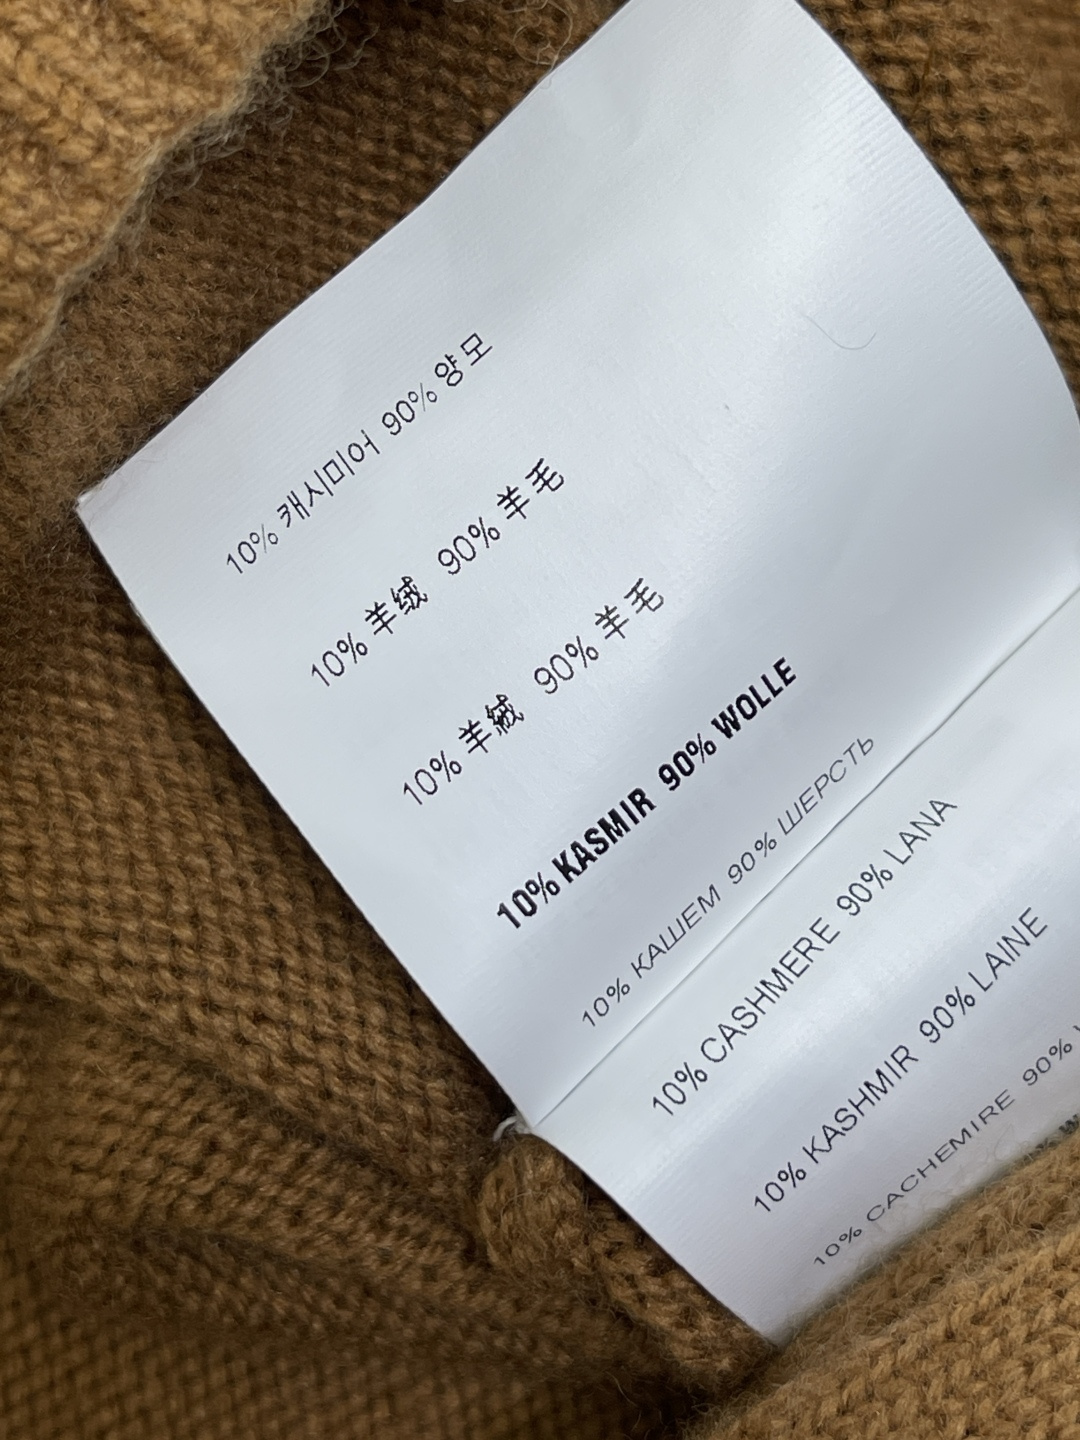 10% 캐시미어 90% 양모
10% 羊绒 90% 羊毛
10% 羊絨 90% 羊毛
10% KASMIR 90% WOLLE
10% КАШЕМ 90% ШЕРСТЬ
10% CASHMERE 90% LANA
10% KASHMIR 90% LAINE
10% CACHEMIRE 90%